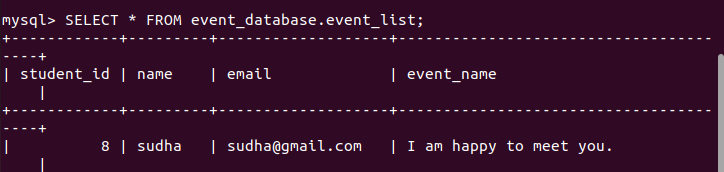 mysql> SELECT * FROM event_database.event_list;
+------------+---------+------------------+-------------------------------------
----+
| student_id | name    | email            | event_name
    |
+------------+---------+------------------+-------------------------------------
----+
|          8 | sudha   | sudha@gmail.com  | I am happy to meet you.
    |